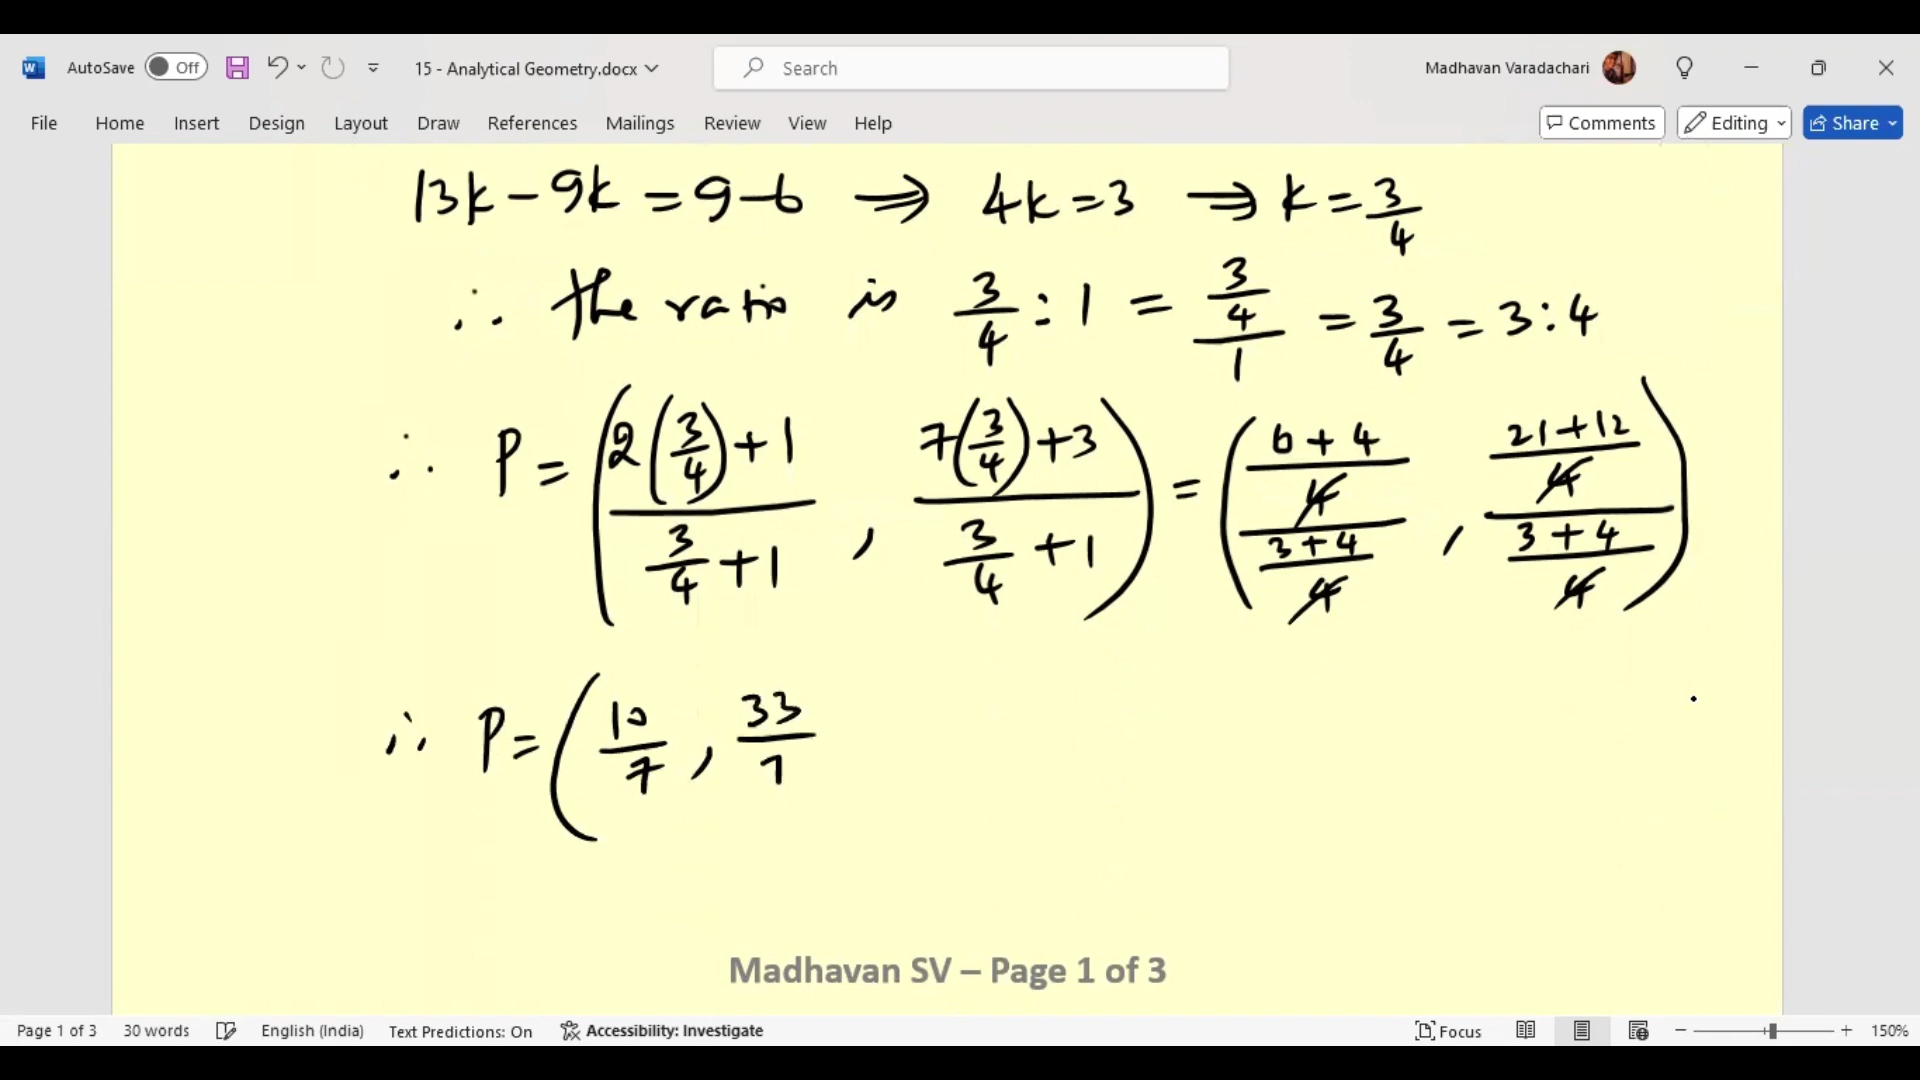 AutoSave Off 15 - Analytical Geometry.docx Search Madhavan Varadachari
File Home Insert Design Layout Draw References Mailings Review View Help Comments Editing Share
13k - 9k = 9 - 6 ⇒ 4k = 3 ⇒ k = 3/4
∴ the ratio is 3/4 : 1 = (3/4)/1 = 3/4 = 3 : 4
∴ P = ((2(3/4) + 1)/(3/4 + 1), (7(3/4) + 3)/(3/4 + 1)) = (((6 + 4)/4)/((3 + 4)/4), ((21 + 12)/4)/((3 + 4)/4))
∴ P = (10/7, 33/7
Madhavan SV – Page 1 of 3
Page 1 of 3 30 words English (India) Text Predictions: On Accessibility: Investigate Focus 150%